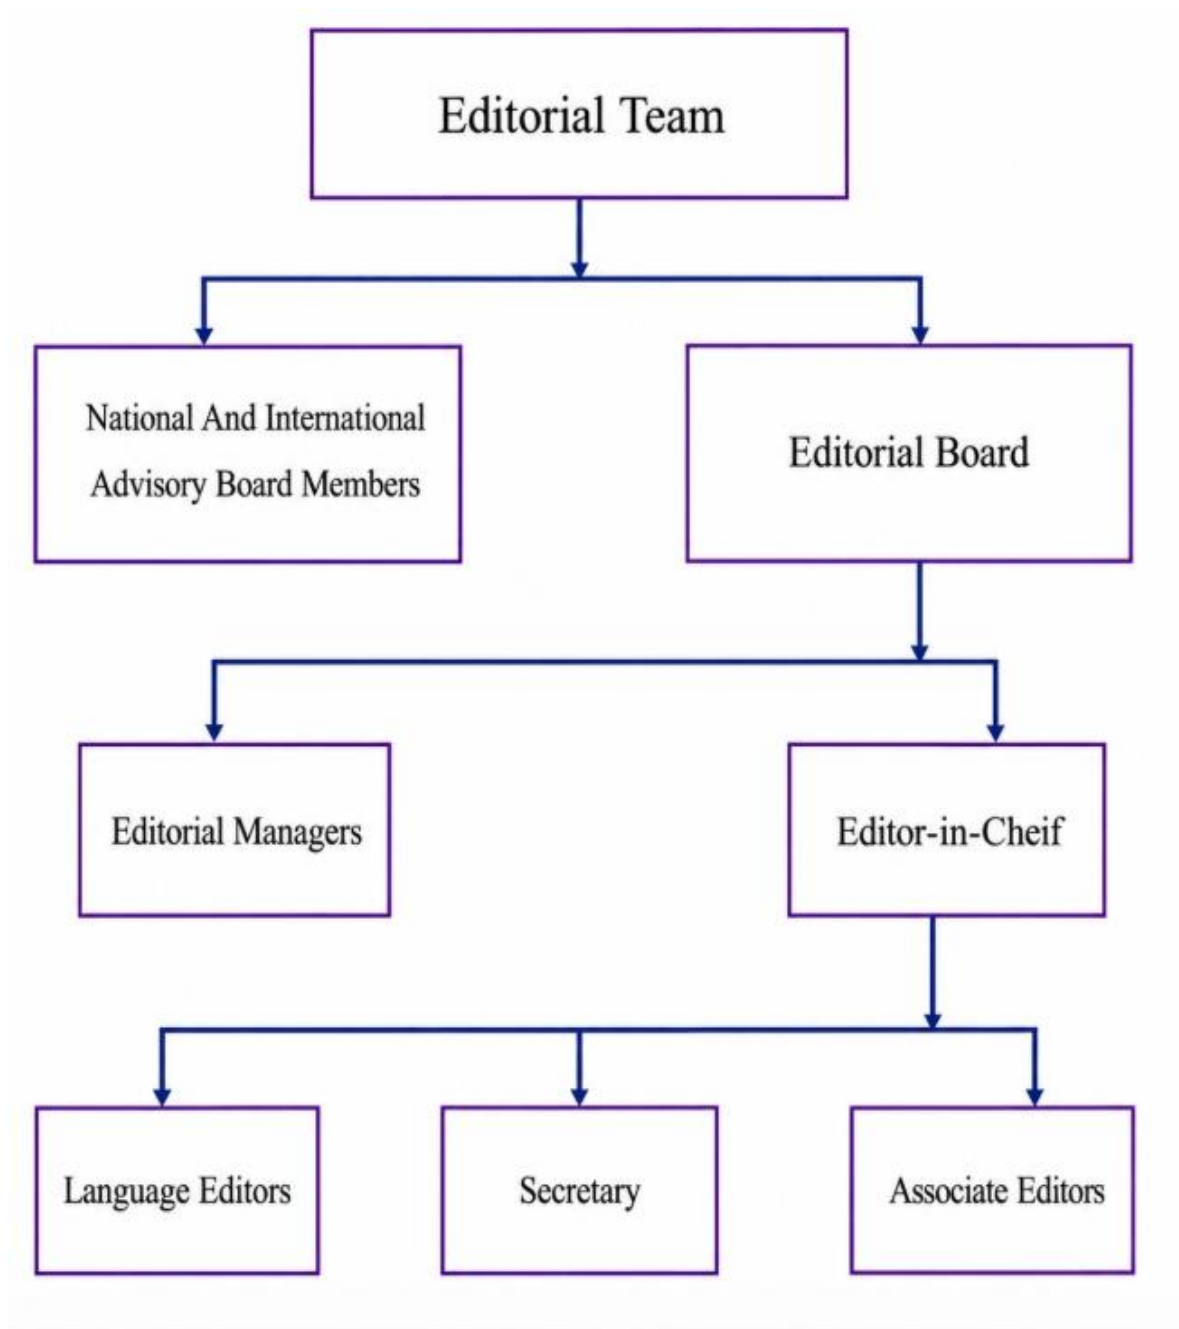 Editorial Team
National And International
Advisory Board Members
Editorial Board
Editorial Managers
Editor-in-Cheif
Language Editors
Secretary
Associate Editors